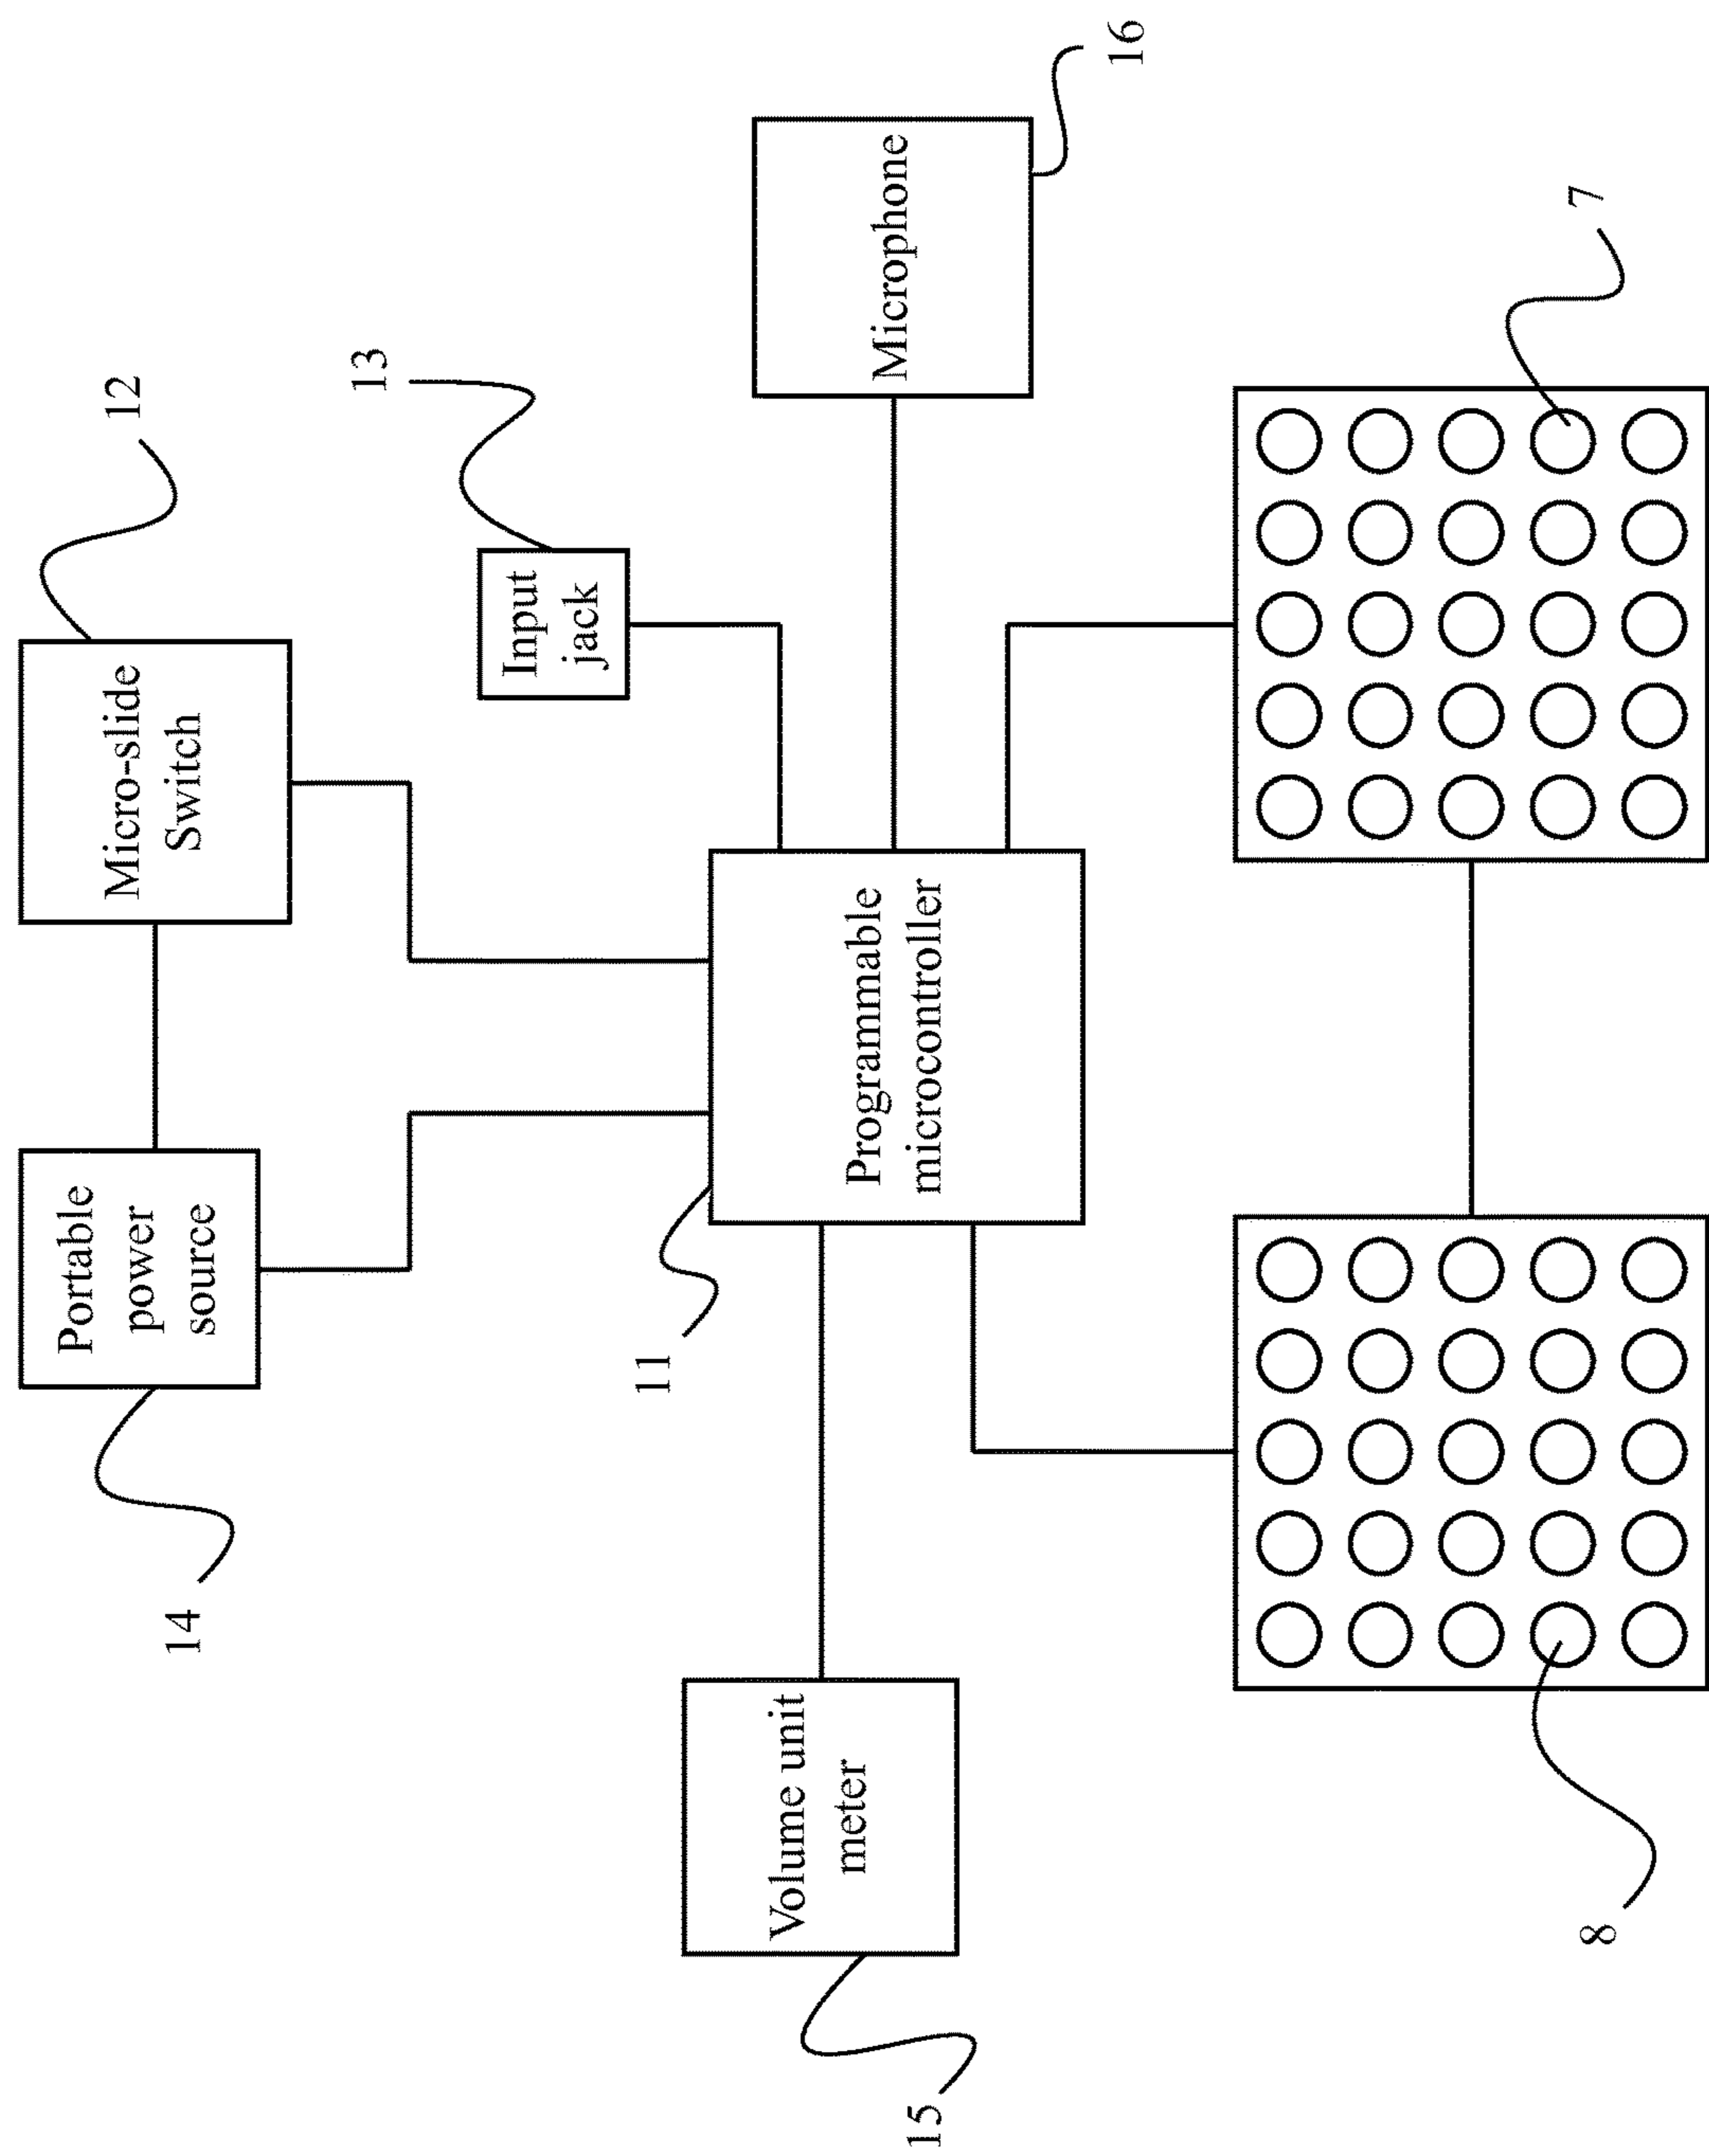 14
Portable
power
source
Micro-slide
Switch
12
13
Input
jack
11
Programmable
microcontroller
15
Volume unit
meter
Microphone
16
8
7